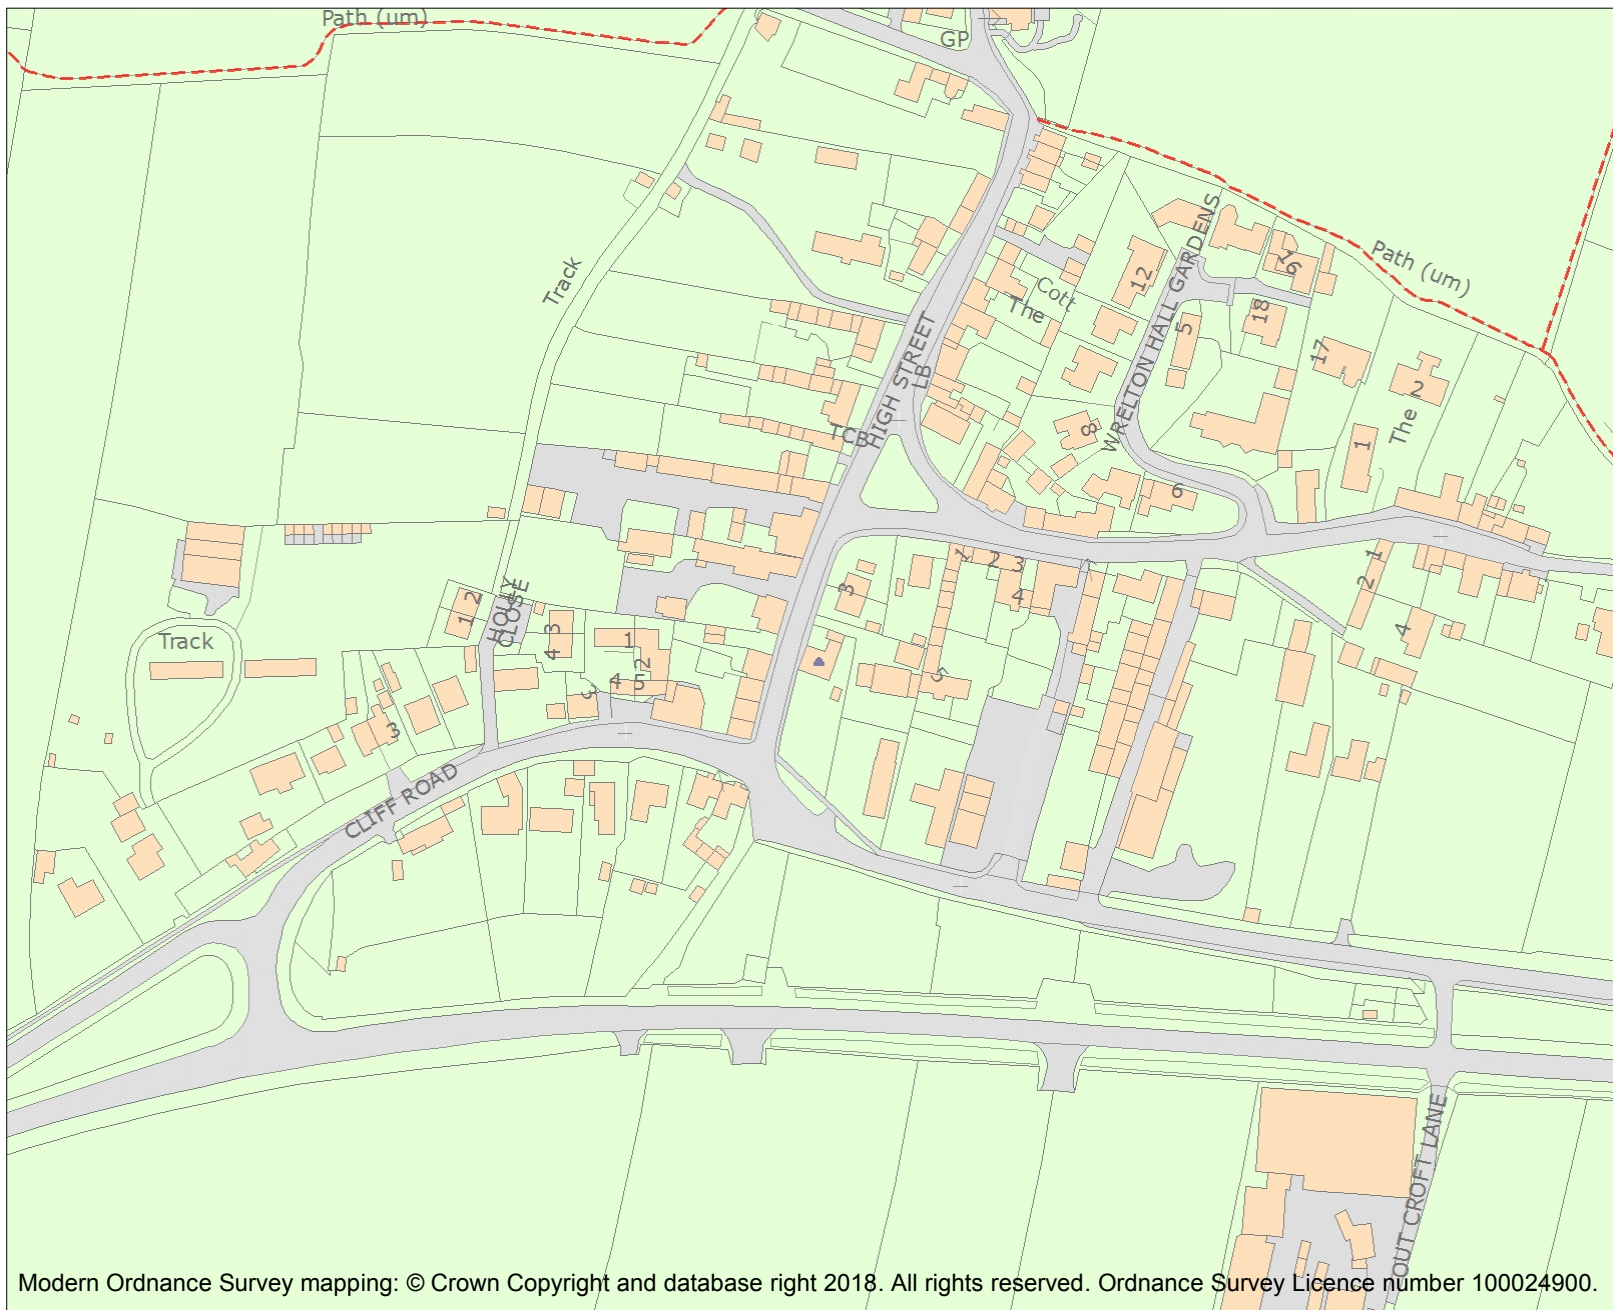 Path (um)
GP
WRELTON HALL GARDENS
Path (um)
16
12
Track
Cott
The
18
5
HIGH STREET
LB
17
2
The
8
TCB
1
6
1
2
3
1
3
2
4
2
1
HOLLY
CLOSE
3
4
1
2
4
5
3
5
4
Track
3
CLIFF ROAD
OUT CROFT LANE
Modern Ordnance Survey mapping: © Crown Copyright and database right 2018. All rights reserved. Ordnance Survey Licence number 100024900.